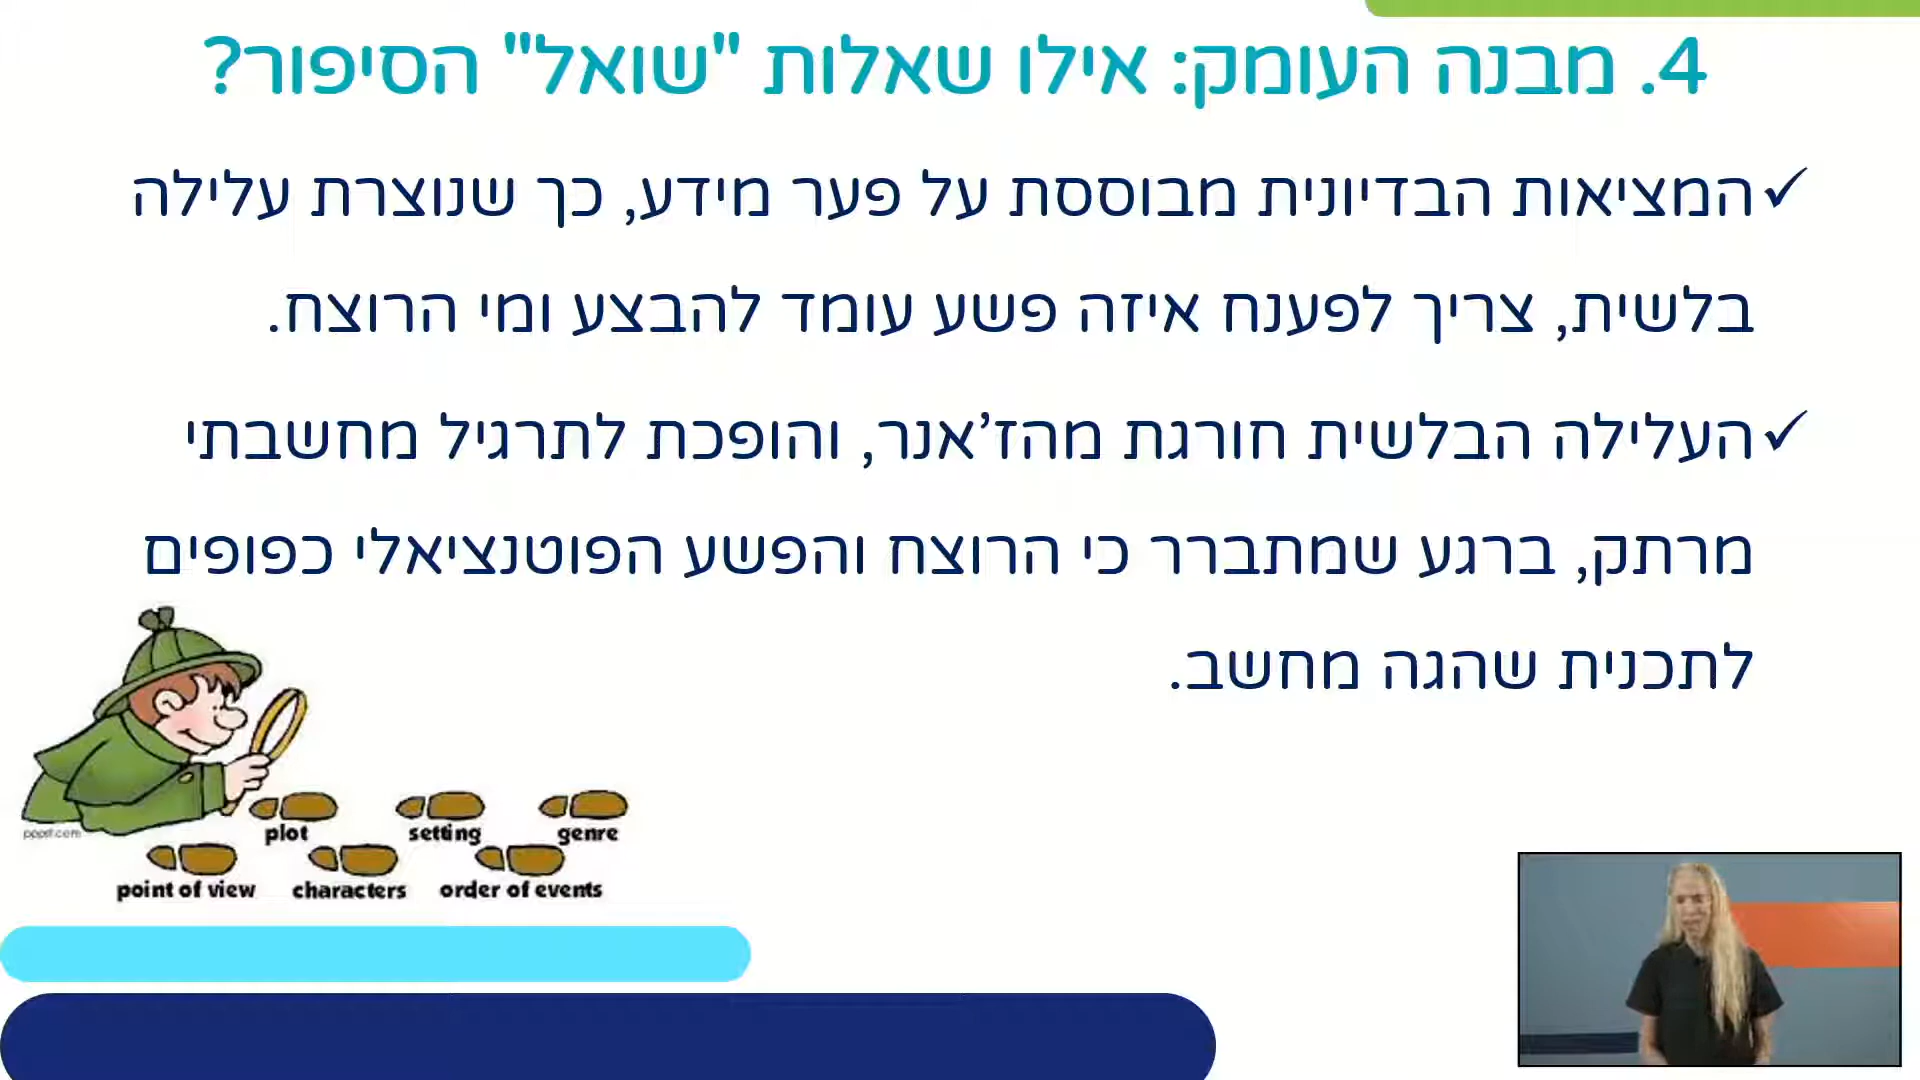 4. מבנה העומק: אילו שאלות "שואל" הסיפור?
✓המציאות הבדיונית מבוססת על פער מידע, כך שנוצרת עלילה
בלשית, צריך לפענח איזה פשע עומד להבצע ומי הרוצח.
✓העלילה הבלשית חורגת מהז'אנר, והופכת לתרגיל מחשבתי
מרתק, ברגע שמתברר כי הרוצח והפשע הפוטנציאלי כפופים
לתכנית שהגה מחשב.
plot setting genre
point of view characters order of events